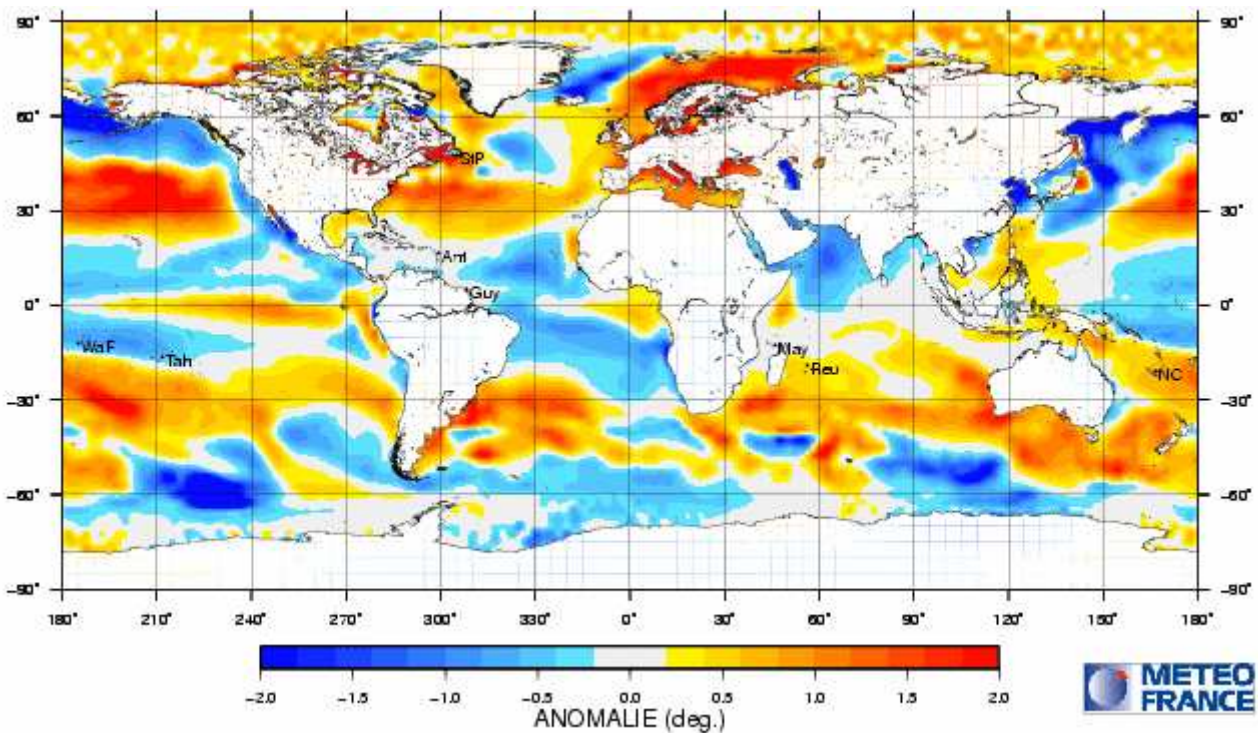 90° 90°
60° 60°
StP
30° 30°
Ant
Guy
0° 0°
WaF May
Tah Reu NC
-30° -30°
-60° -60°
-90° -90°
180° 210° 240° 270° 300° 330° 0° 30° 60° 90° 120° 150° 180°
-2.0 -1.5 -1.0 -0.5 0.0 0.5 1.0 1.5 2.0
ANOMALIE (deg.)
METEO
FRANCE